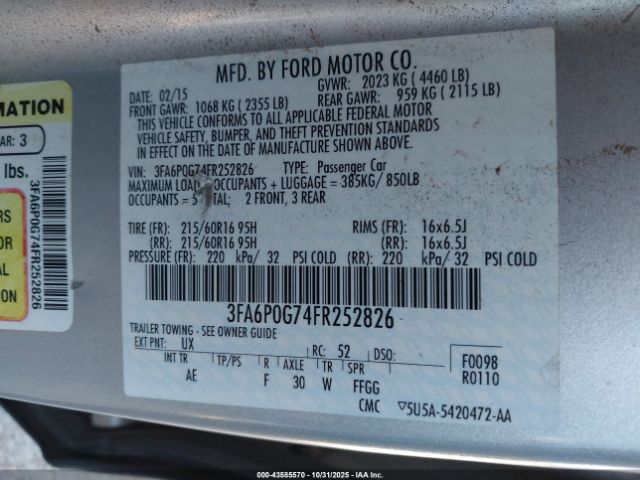 MATION
AR: 3
lbs.
RS
OR
AL
ION
3FA6P0G74FR252826
MFD. BY FORD MOTOR CO.
DATE: 02/15 GVWR: 2023 KG ( 4460 LB)
FRONT GAWR: 1068 KG ( 2355 LB) REAR GAWR: 959 KG ( 2115 LB)
THIS VEHICLE CONFORMS TO ALL APPLICABLE FEDERAL MOTOR
VEHICLE SAFETY, BUMPER, AND THEFT PREVENTION STANDARDS
IN EFFECT ON THE DATE OF MANUFACTURE SHOWN ABOVE.
VIN: 3FA6P0G74FR252826 TYPE: Passenger Car
MAXIMUM LOAD OCCUPANTS + LUGGAGE = 385KG/ 850LB
OCCUPANTS = 5 TAL; 2 FRONT, 3 REAR
TIRE (FR): 215/60R16 95H RIMS (FR): 16x6.5J
(RR): 215/60R16 95H (RR): 16x6.5J
PRESSURE (FR): 220 kPa/ 32 PSI COLD (RR): 220 kPa/ 32 PSI COLD
3FA6P0G74FR252826
TRAILER TOWING - SEE OWNER GUIDE
EXT PNT: UX RC: 52 DSO:
INT TR TP/PS R AXLE TR SPR
AE F 30 W FFGG
F0098
R0110
CMC ▽5U5A-5420472-AA
000-43585570 - 10/31/2025 - IAA Inc.